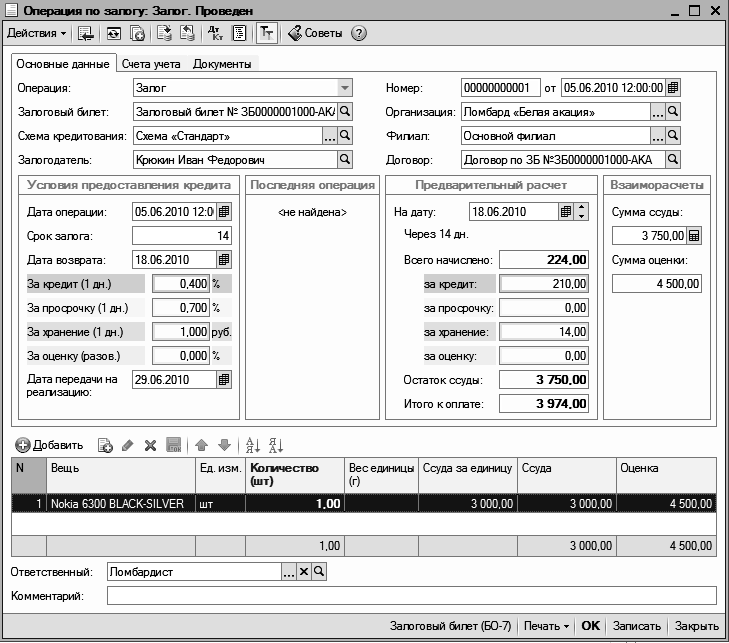 Операция по залогу: Залог. Проведен
Действия Дт Кт Советы
Основные данные Счета учета Документы
Операция: Залог Номер: 00000000001 от 05.06.2010 12:00:00
Залоговый билет: Залоговый билет № ЗБ0000001000-АКА Организация: Ломбард «Белая акация»
Схема кредитования: Схема «Стандарт» Филиал: Основной филиал
Залогодатель: Крюкин Иван Федорович Договор: Договор по ЗБ №ЗБ0000001000-АКА
Условия предоставления кредита
Дата операции: 05.06.2010 12:0
Срок залога: 14
Дата возврата: 18.06.2010
За кредит (1 дн.) 0,400 %
За просрочку (1 дн.) 0,700 %
За хранение (1 дн.) 1,000 руб.
За оценку (разов.) 0,000 %
Дата передачи на реализацию: 29.06.2010
Последняя операция
<не найдена>
Предварительный расчет
На дату: 18.06.2010
Через 14 дн.
Всего начислено: 224,00
за кредит: 210,00
за просрочку: 0,00
за хранение: 14,00
за оценку: 0,00
Остаток ссуды: 3 750,00
Итого к оплате: 3 974,00
Взаиморасчеты
Сумма ссуды:
3 750,00
Сумма оценки:
4 500,00
Добавить
N Вещь Ед. изм. Количество (шт) Вес единицы (г) Ссуда за единицу Ссуда Оценка
1 Nokia 6300 BLACK-SILVER шт 1,00 3 000,00 3 000,00 4 500,00
1,00 3 000,00 4 500,00
Ответственный: Ломбардист
Комментарий:
Залоговый билет (БО-7) Печать OK Записать Закрыть